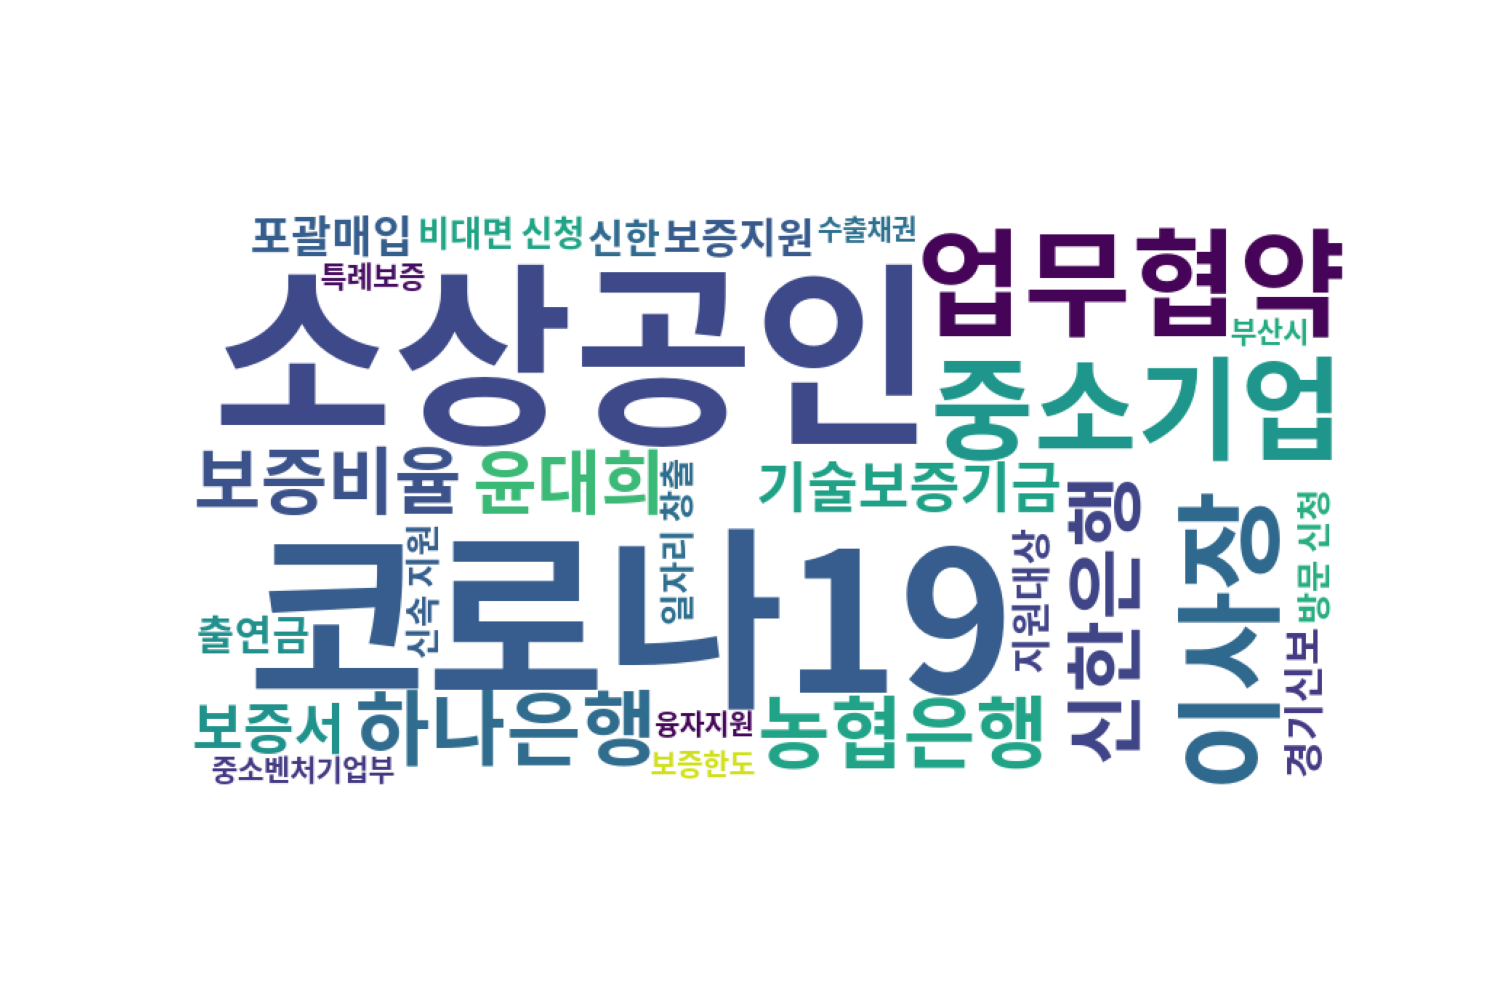 포괄매입
비대면 신청
신한
보증지원
수출채권
업무협약
특례보증
소상공인
부산시
중소기업
보증비율
윤대희
기술보증기금
일자리 창출
신속 지원
코로나19
지원대상
신한은행
이사장
방문 신청
출연금
경기신보
보증서
하나은행
융자지원
농협은행
중소벤처기업부
보증한도